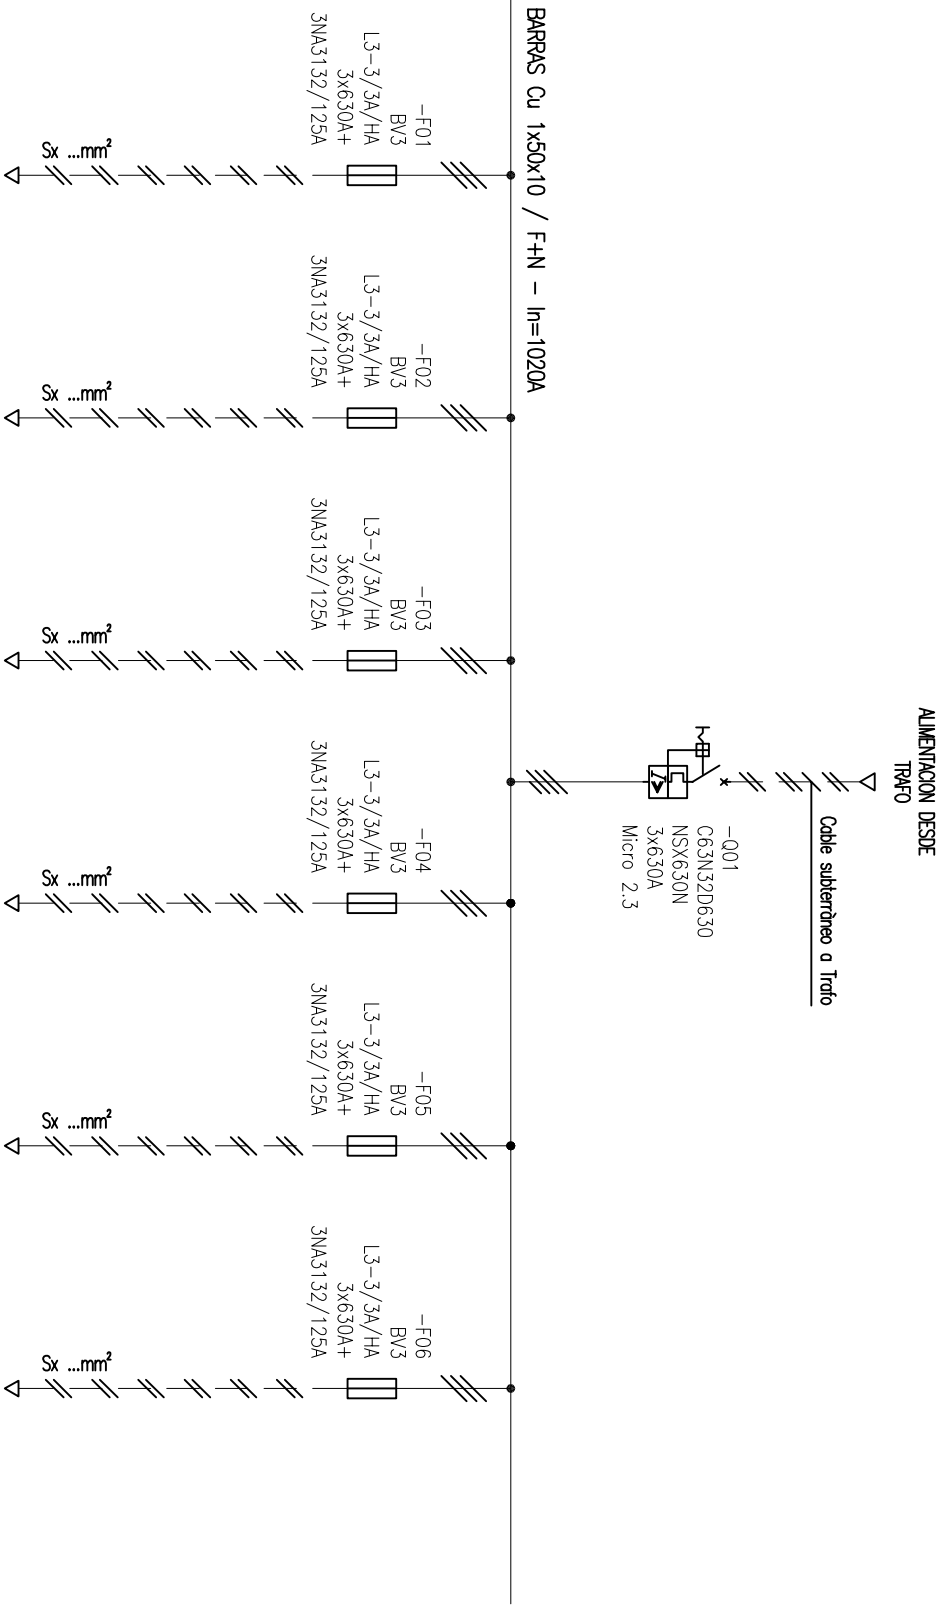 ALIMENTACION DESDE
TRAFO
Cable subterràneo a Trafo
-Q01
C63N32D630
NSX630N
3x630A
Micro 2.3
BARRAS Cu 1x50x10 / F+N - In=1020A
-F01
BV3
L3-3/3A/HA
3x630A+
3NA3132/125A
Sx ...mm²
-F02
BV3
L3-3/3A/HA
3x630A+
3NA3132/125A
Sx ...mm²
-F03
BV3
L3-3/3A/HA
3x630A+
3NA3132/125A
Sx ...mm²
-F04
BV3
L3-3/3A/HA
3x630A+
3NA3132/125A
Sx ...mm²
-F05
BV3
L3-3/3A/HA
3x630A+
3NA3132/125A
Sx ...mm²
-F06
BV3
L3-3/3A/HA
3x630A+
3NA3132/125A
Sx ...mm²